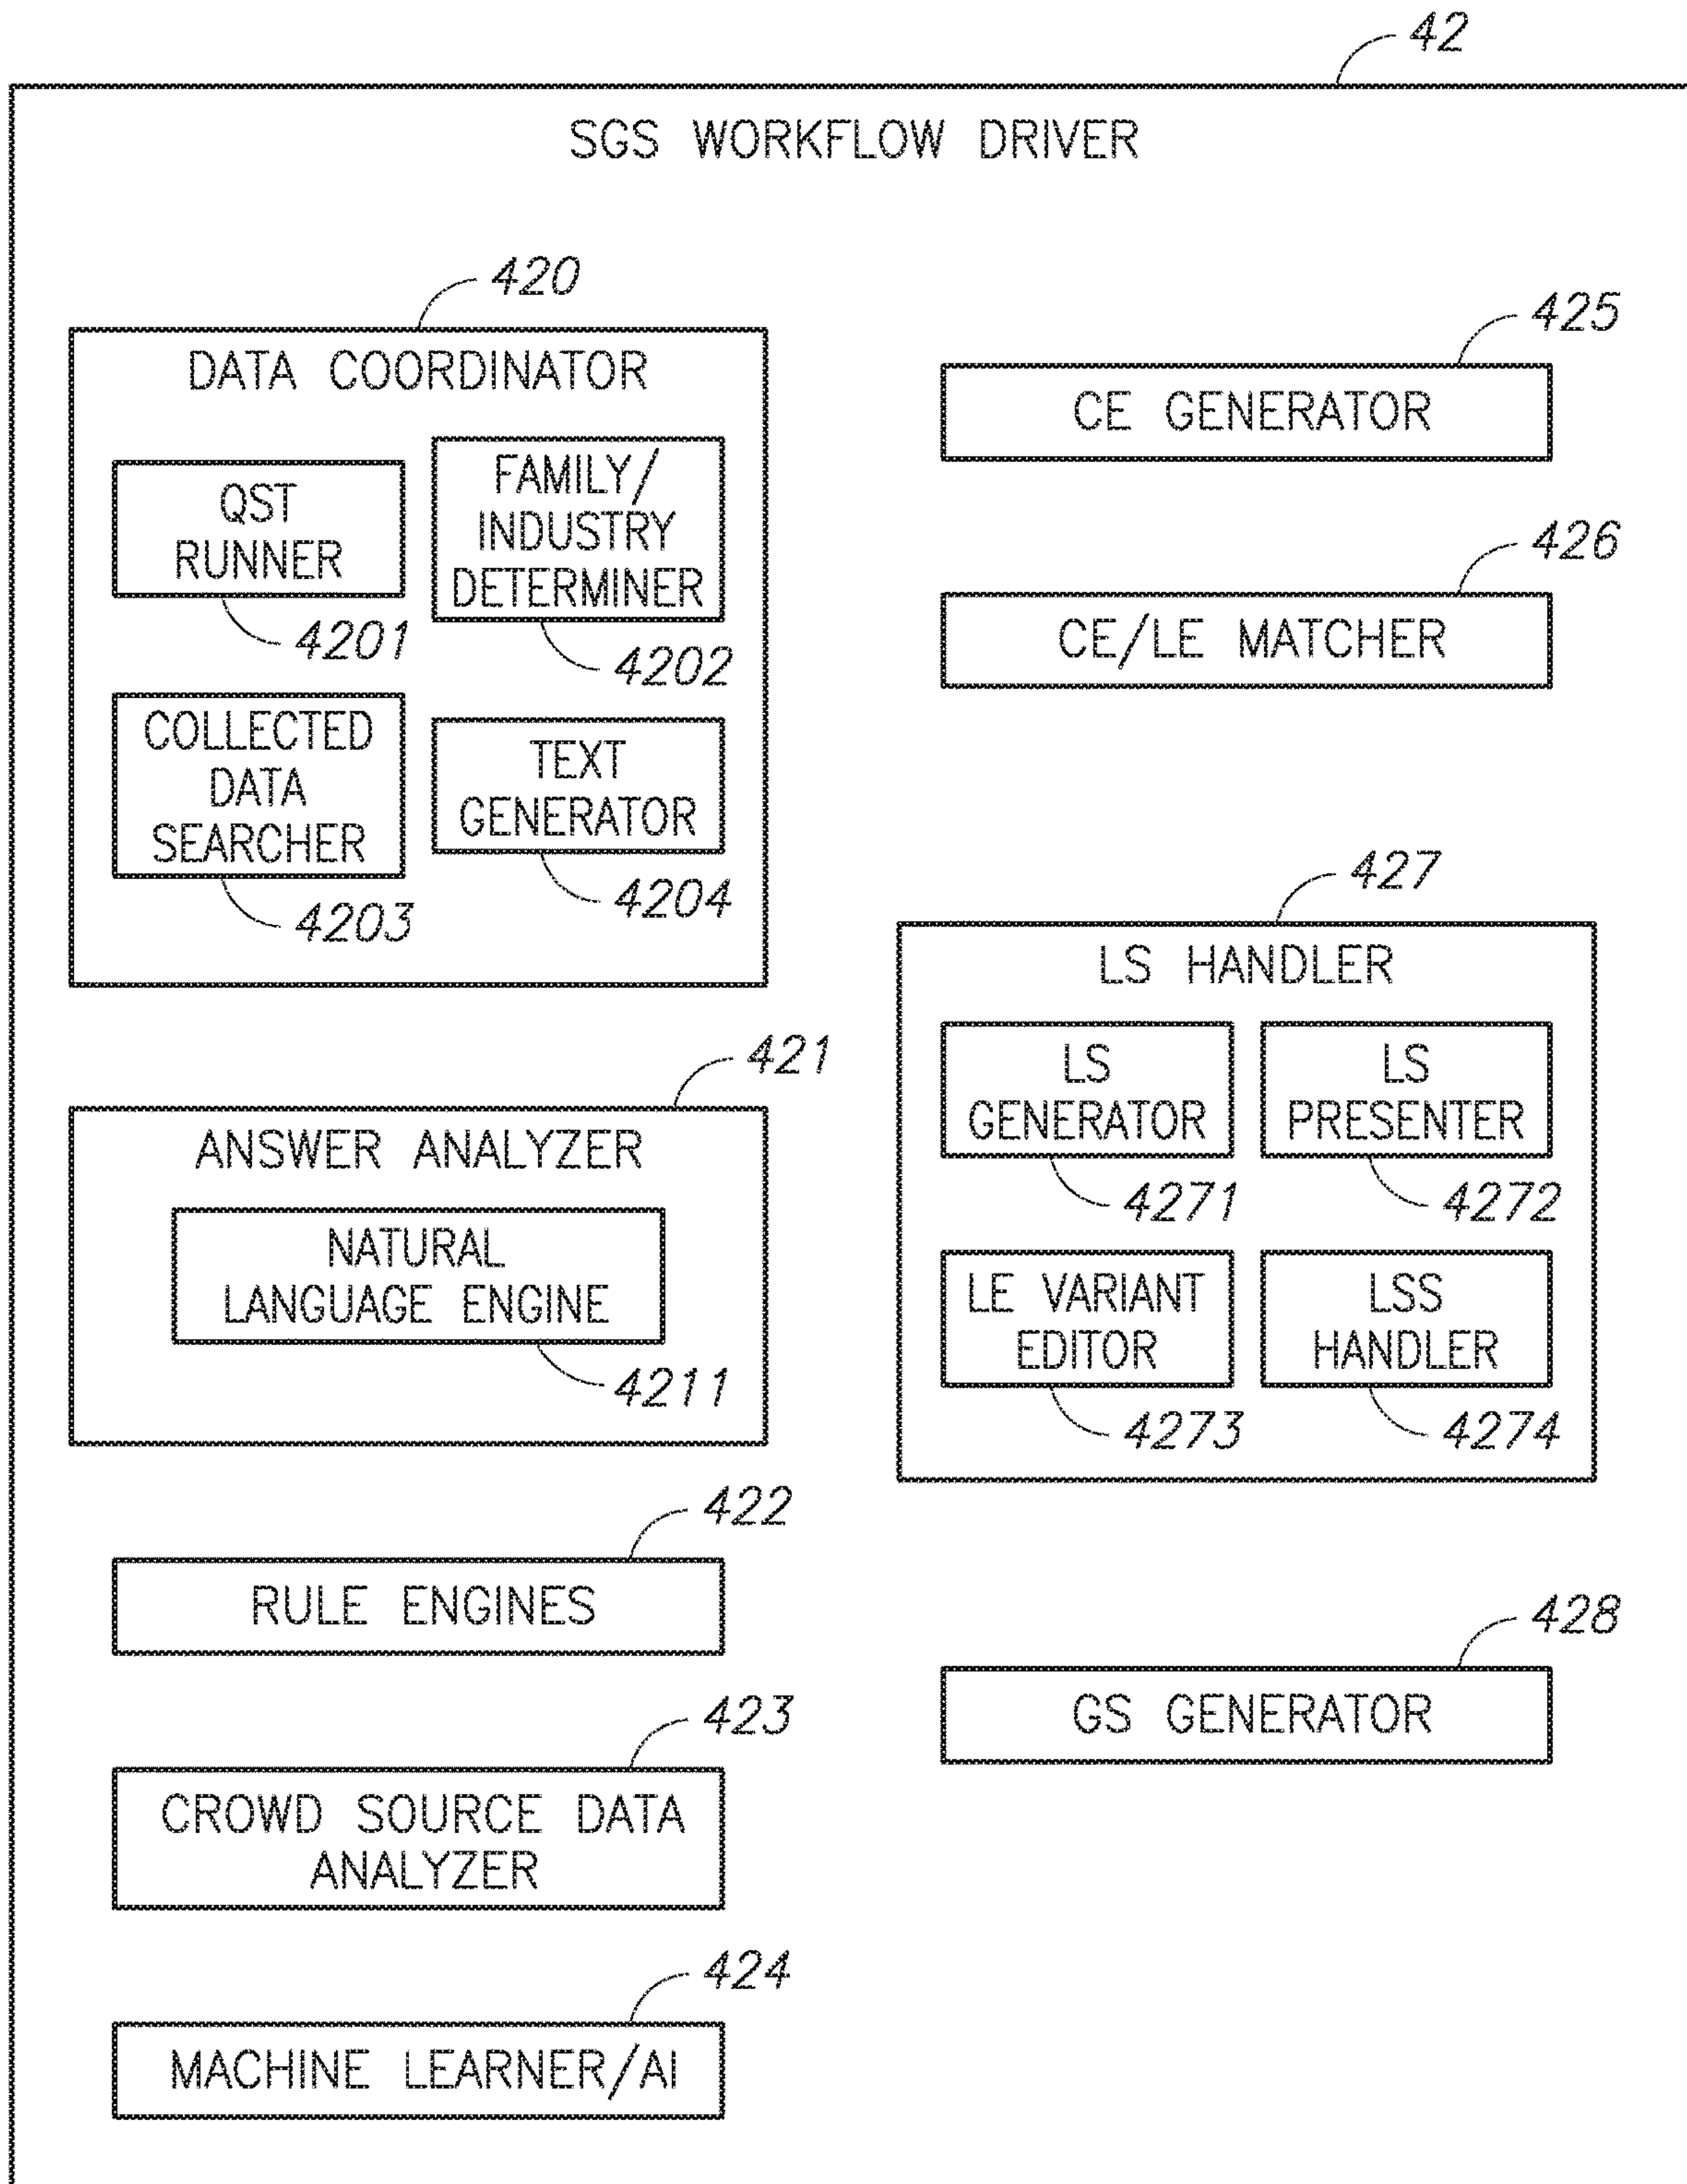 42
SGS WORKFLOW DRIVER
420
DATA COORDINATOR
QST
RUNNER
4201
FAMILY/
INDUSTRY
DETERMINER
4202
COLLECTED
DATA
SEARCHER
4203
TEXT
GENERATOR
4204
421
ANSWER ANALYZER
NATURAL
LANGUAGE ENGINE
4211
422
RULE ENGINES
423
CROWD SOURCE DATA
ANALYZER
424
MACHINE LEARNER/AI
425
CE GENERATOR
426
CE/LE MATCHER
427
LS HANDLER
LS
GENERATOR
4271
LS
PRESENTER
4272
LE VARIANT
EDITOR
4273
LSS
HANDLER
4274
428
GS GENERATOR